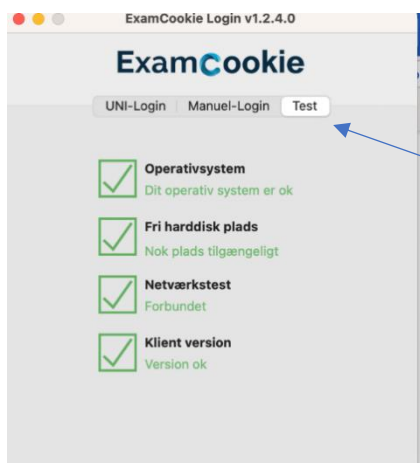 ExamCookie Login v1.2.4.0
ExamCookie
UNI-Login Manuel-Login Test
Operativsystem
Dit operativ system er ok
Fri harddisk plads
Nok plads tilgængeligt
Netværkstest
Forbundet
Klient version
Version ok